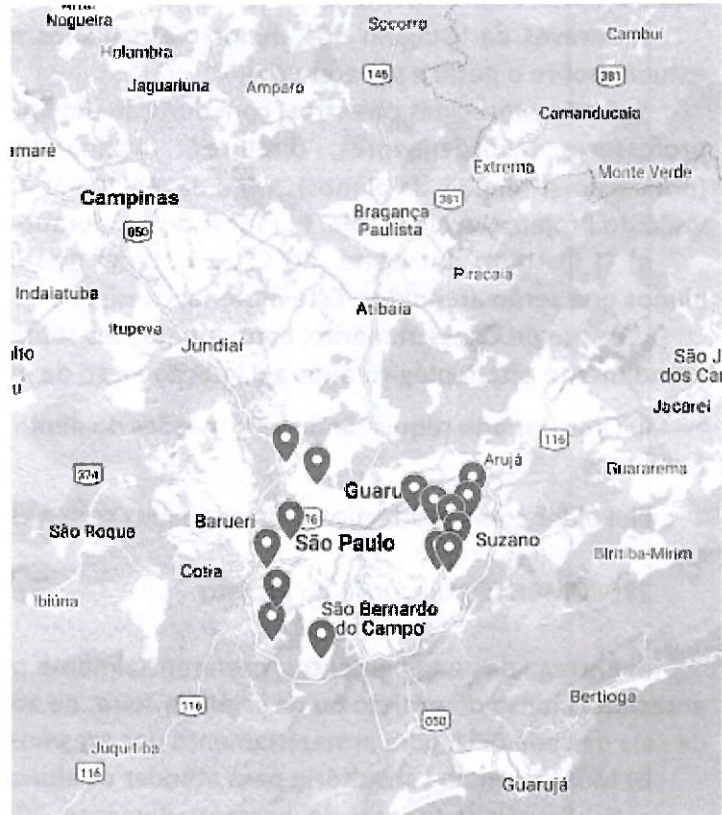 Nogueira
Socorro
Cambuí
Holambra
Jaguariúna
Amparo
146
381
Camanducaia
Extrema
Monte Verde
Campinas
381
Bragança
Paulista
050
Piracaia
Indaiatuba
Atibaia
Itupeva
Jundiaí
São J
dos Ca
Jacareí
116
Arujá
374
Guararema
Guaru
Barueri
São Roque
São Paulo
Suzano
Biritiba-Mirim
Cotia
Ibiúna
São Bernardo
do Campo
Bertioga
116
050
Juquitiba
116
Guarujá